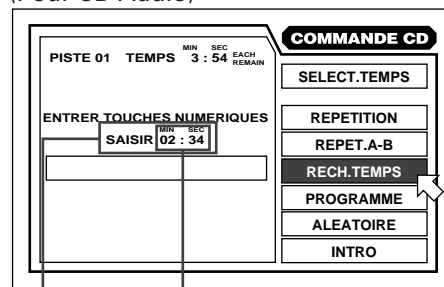 (Pour CD Audio)
COMMANDE CD
PISTE 01 TEMPS MIN 3 : SEC 54 EACH REMAIN
SELECT.TEMPS
ENTRER TOUCHES NUMERIQUES
SAISIR MIN 02 : SEC 34
REPETITION
REPET.A-B
RECH.TEMPS
PROGRAMME
ALEATOIRE
INTRO